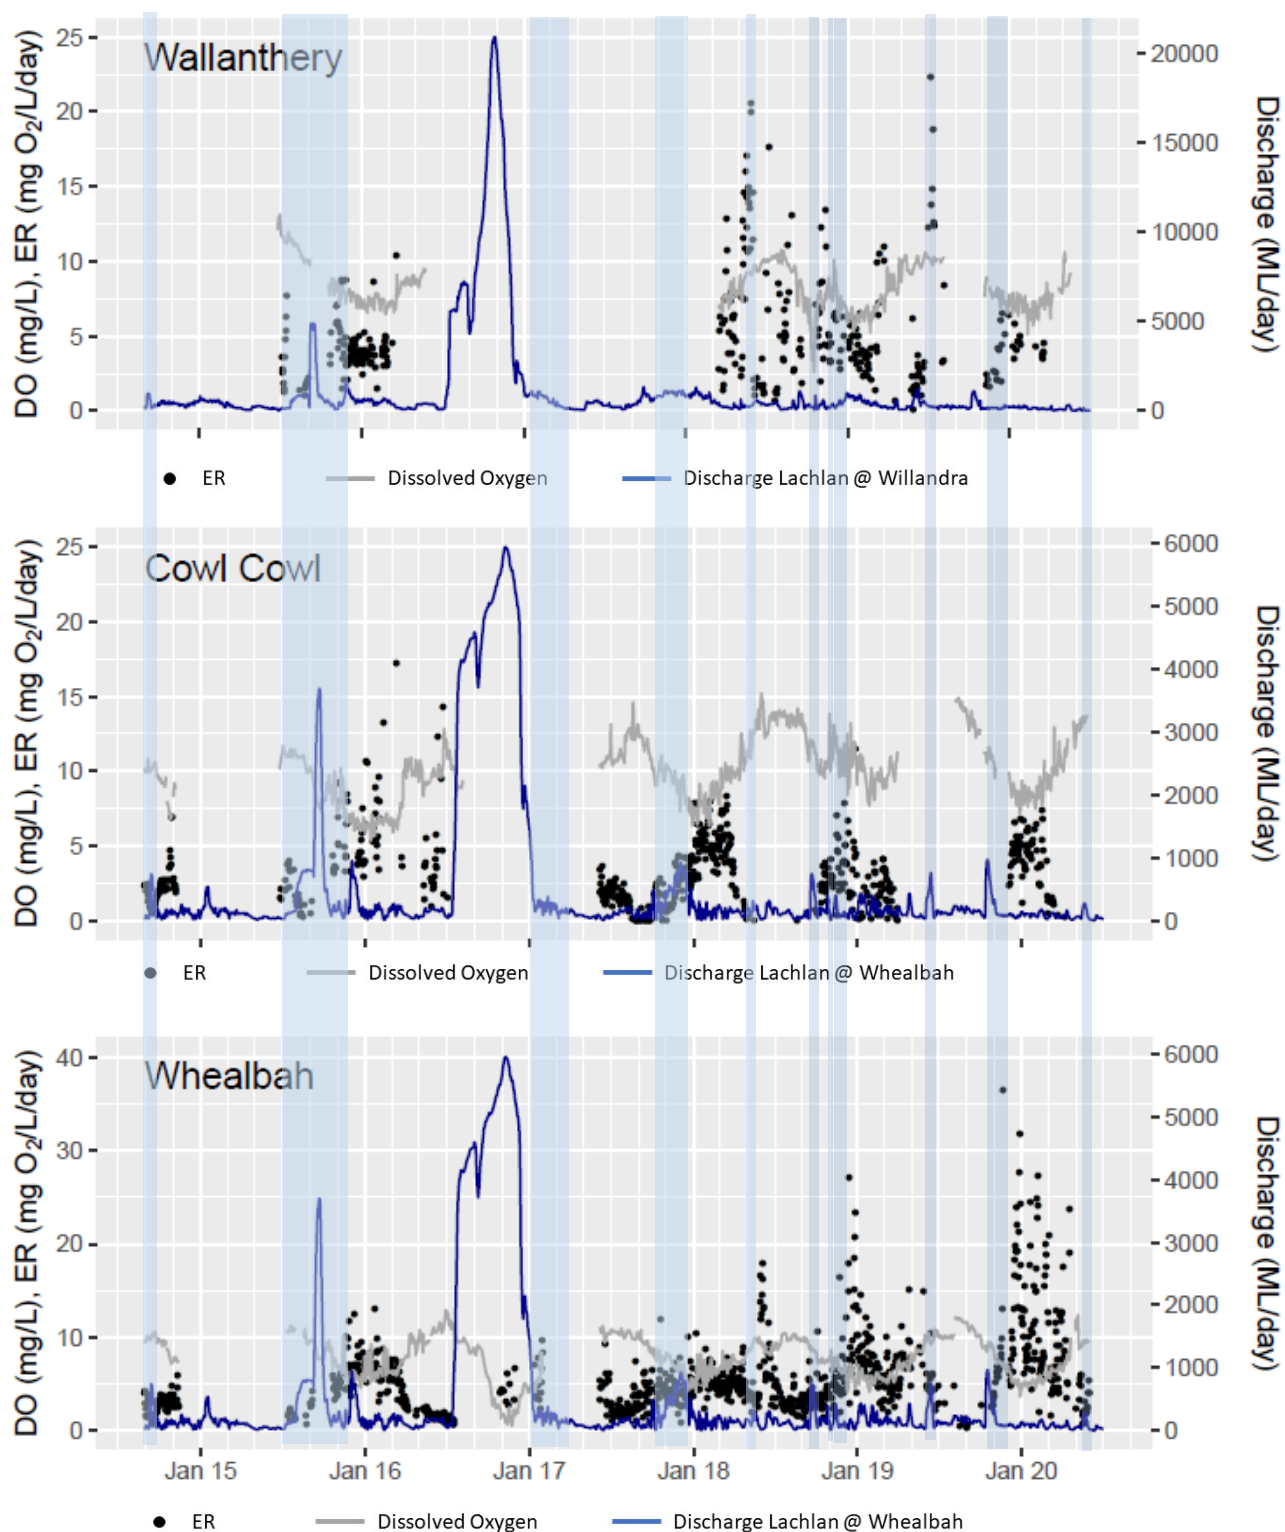 Wallanthery
DO (mg/L), ER (mg O2/L/day)
25
20
15
10
5
0
20000
15000
10000
5000
0
Discharge (ML/day)
ER Dissolved Oxygen Discharge Lachlan @ Willandra
Cowl Cowl
DO (mg/L), ER (mg O2/L/day)
25
20
15
10
5
0
6000
5000
4000
3000
2000
1000
0
Discharge (ML/day)
ER Dissolved Oxygen Discharge Lachlan @ Whealbah
Whealbah
DO (mg/L), ER (mg O2/L/day)
40
30
20
10
0
6000
5000
4000
3000
2000
1000
0
Discharge (ML/day)
Jan 15 Jan 16 Jan 17 Jan 18 Jan 19 Jan 20
ER Dissolved Oxygen Discharge Lachlan @ Whealbah